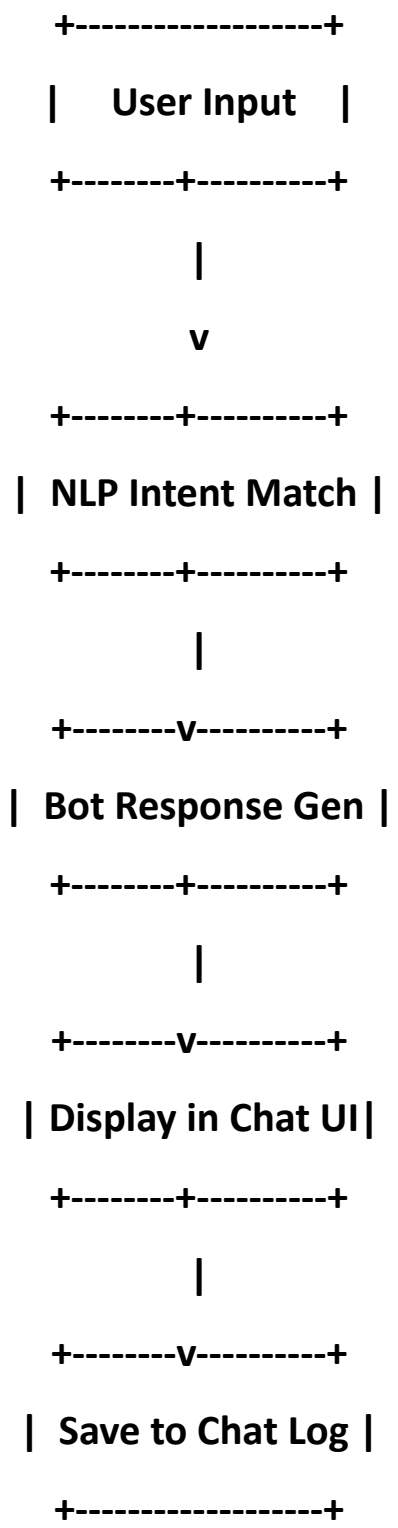 +-------------------+
|    User Input    |
+--------+----------+
|
v
+--------+----------+
|  NLP Intent Match |
+--------+----------+
|
+--------v----------+
|  Bot Response Gen |
+--------+----------+
|
+--------v----------+
| Display in Chat UI|
+--------+----------+
|
+--------v----------+
|  Save to Chat Log |
+-------------------+